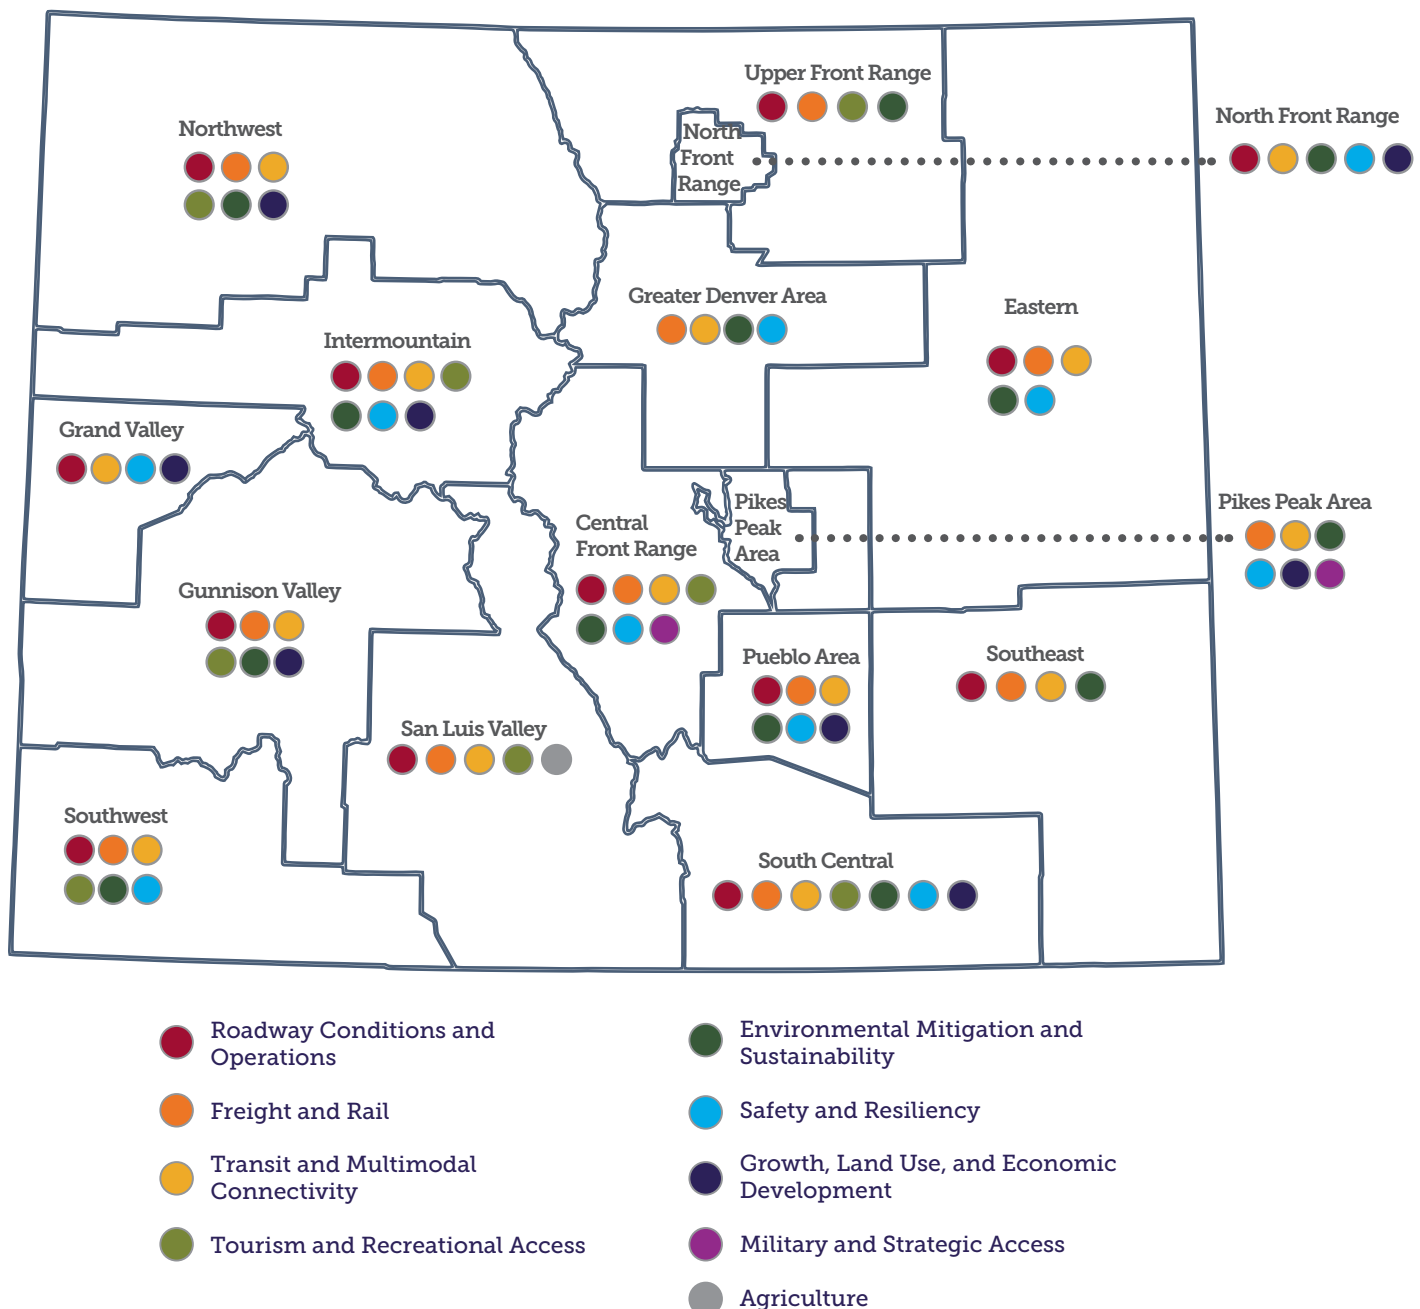 Upper Front Range
North Front Range
Northwest
North
Front
Range
Greater Denver Area
Eastern
Intermountain
Grand Valley
Pikes Peak Area
Pikes
Peak
Area
Central
Front Range
Gunnison Valley
Pueblo Area
Southeast
San Luis Valley
Southwest
South Central
Roadway Conditions and
Operations
Freight and Rail
Transit and Multimodal
Connectivity
Tourism and Recreational Access
Environmental Mitigation and
Sustainability
Safety and Resiliency
Growth, Land Use, and Economic
Development
Military and Strategic Access
Agriculture